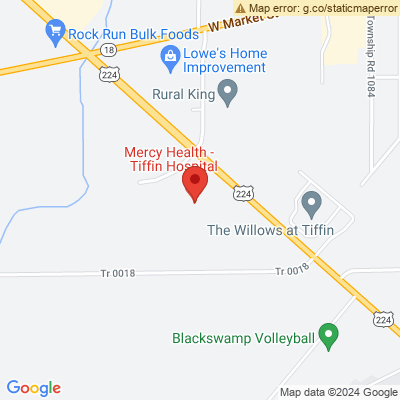 Map error: g.co/staticmaperror
W Market St
Rock Run Bulk Foods
18
Lowe's Home
Improvement
224
Township Rd 1084
Rural King
Mercy Health -
Tiffin Hospital
224
The Willows at Tiffin
Tr 0018
Tr 0018
224
Blackswamp Volleyball
Google
Map data ©2024 Google